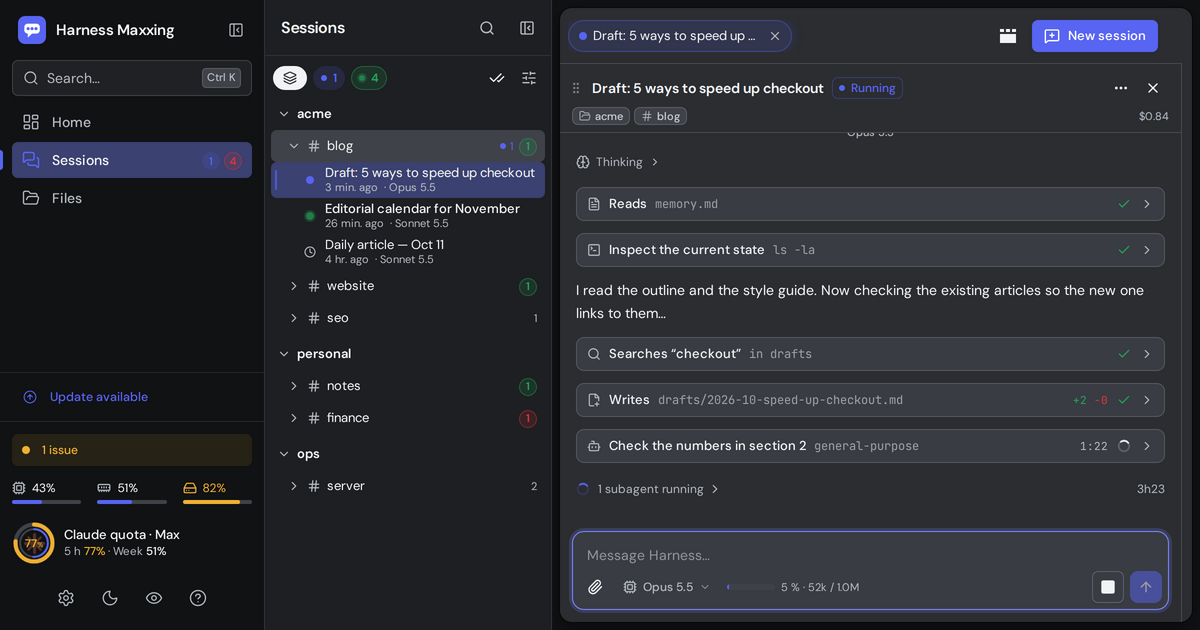 Harness Maxxing
Search...
Ctrl K
Home
Sessions
1
4
Files
Update available
1 issue
43%
51%
82%
77%
Claude quota · Max
5 h 77% · Week 51%
Sessions
1
4
acme
# blog
1
1
Draft: 5 ways to speed up checkout
3 min. ago · Opus 5.5
Editorial calendar for November
26 min. ago · Sonnet 5.5
Daily article — Oct 11
4 hr. ago · Sonnet 5.5
# website
1
# seo
1
personal
# notes
1
# finance
1
ops
# server
2
Draft: 5 ways to speed up ...
New session
Draft: 5 ways to speed up checkout
Running
acme
# blog
$0.84
Opus 5.5
Thinking
Reads memory.md
Inspect the current state ls -la
I read the outline and the style guide. Now checking the existing articles so the new one
links to them...
Searches “checkout” in drafts
Writes drafts/2026-10-speed-up-checkout.md
+2 -0
Check the numbers in section 2 general-purpose
1:22
1 subagent running
3h23
Message Harness...
Opus 5.5
5 % · 52k / 1.0M